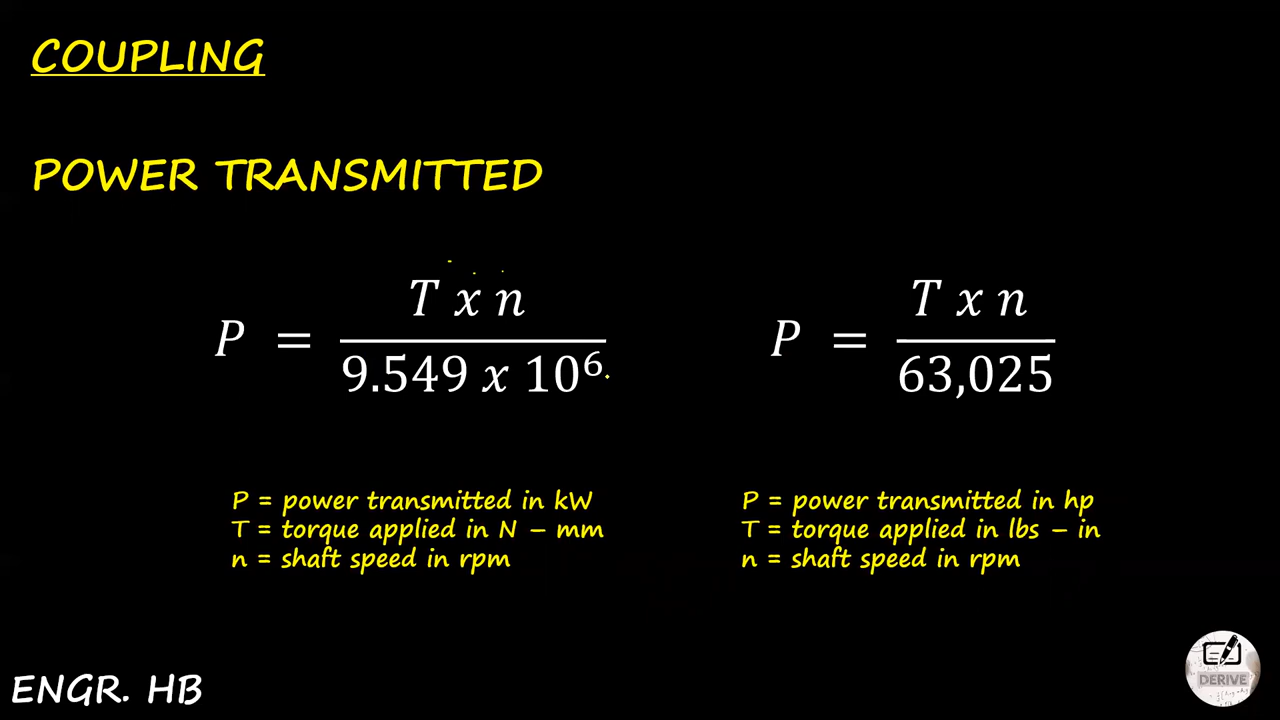 COUPLING
POWER TRANSMITTED
P = T x n / 9.549 x 10⁶
P = T x n / 63,025
P = power transmitted in kW
T = torque applied in N – mm
n = shaft speed in rpm
P = power transmitted in hp
T = torque applied in lbs – in
n = shaft speed in rpm
ENGR. HB
DERIVE